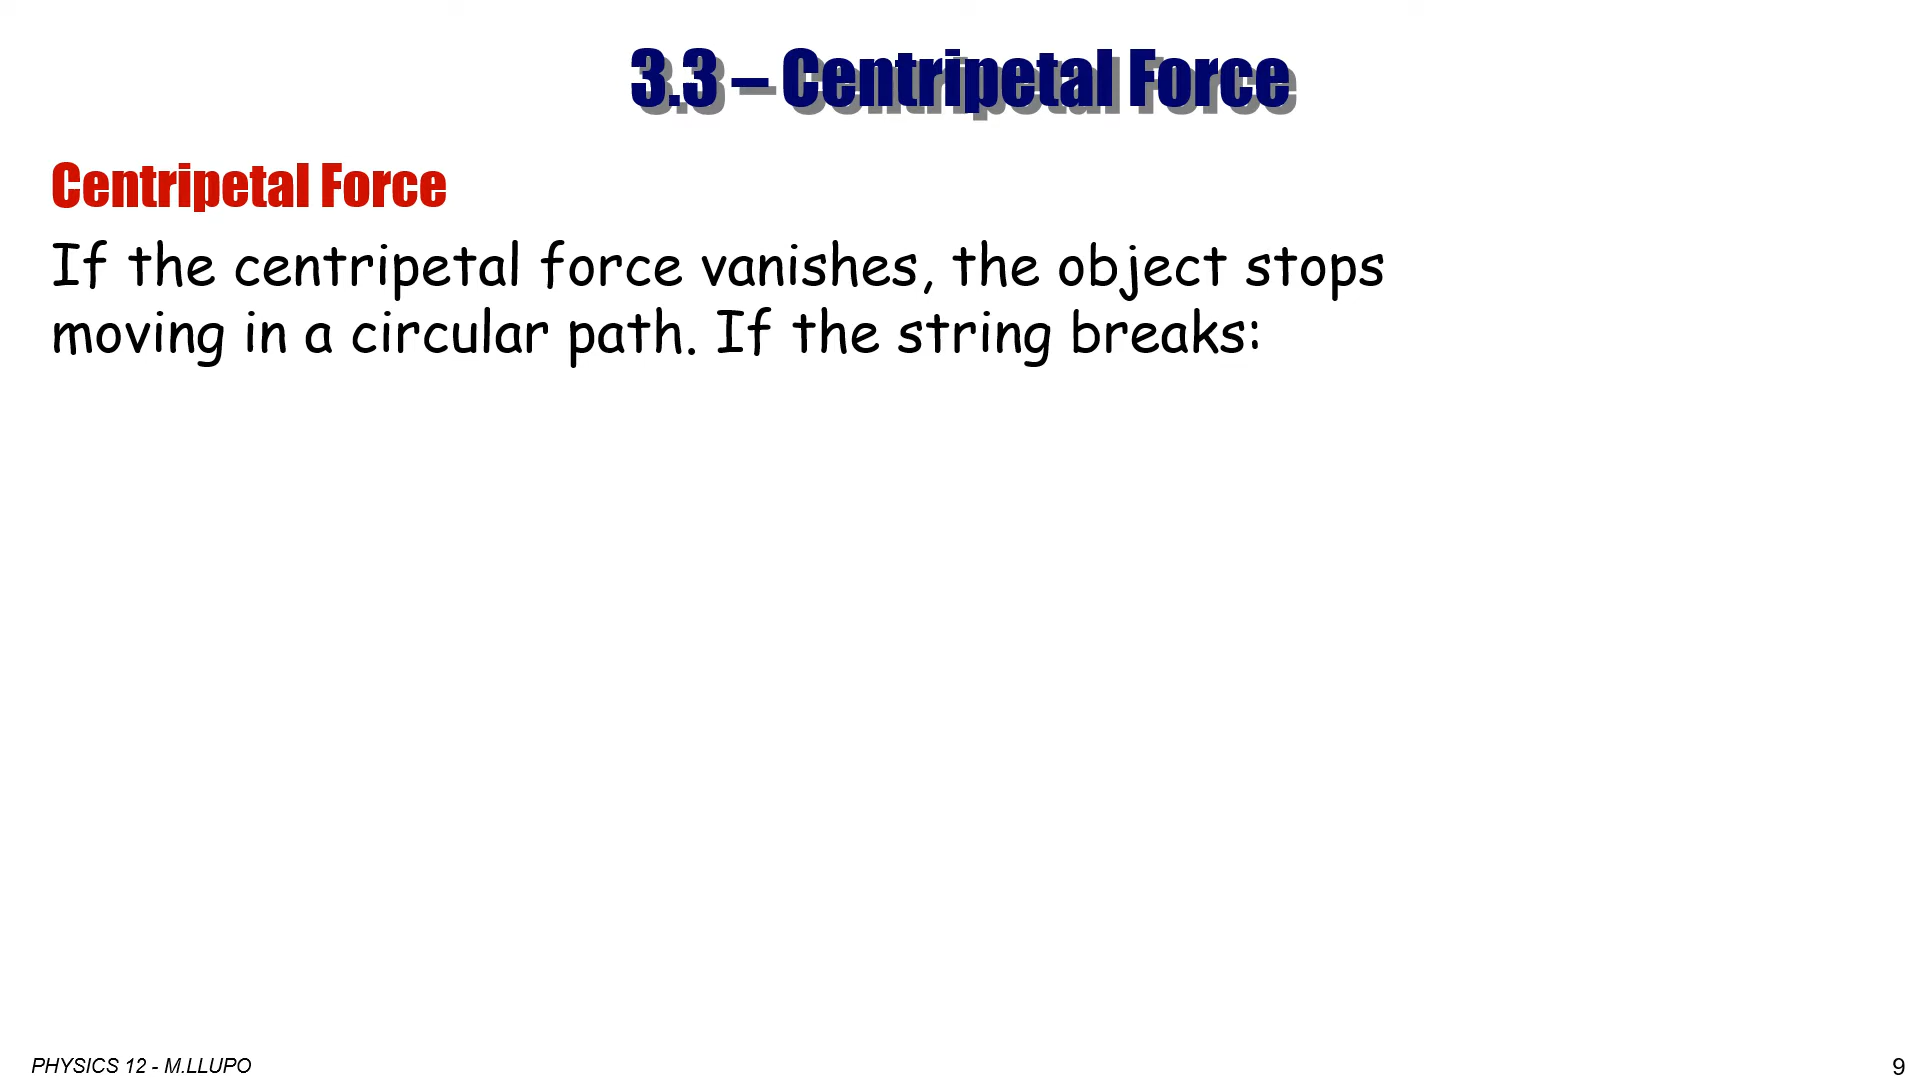 3.3 – Centripetal Force
Centripetal Force
If the centripetal force vanishes, the object stops
moving in a circular path. If the string breaks:
PHYSICS 12 - M.LLUPO
9